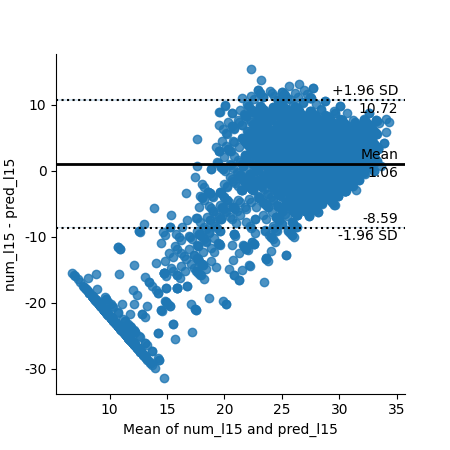 +1.96 SD
10.72
Mean
1.06
-8.59
-1.96 SD
10
0
-10
-20
-30
num_l15 - pred_l15
10 15 20 25 30 35
Mean of num_l15 and pred_l15